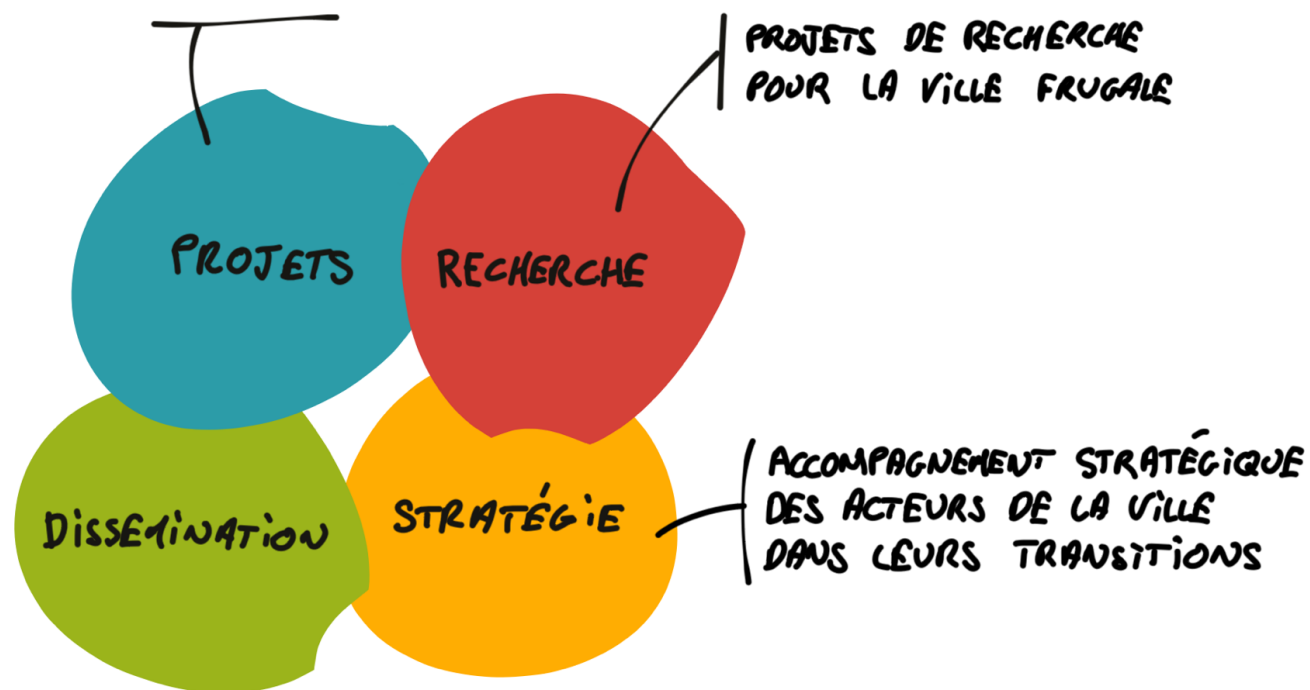 PROJETS DE RECHERCHE
POUR LA ViLLE FRUGALE
PROJETS
RECHERCHE
ACCOMPAGNEMENT STRATÉGiQUE
DES ACTEURS DE LA ViLLE
DANS LEURS TRANSiTiONS
DiSSEMiNATiON
STRATÉGiE